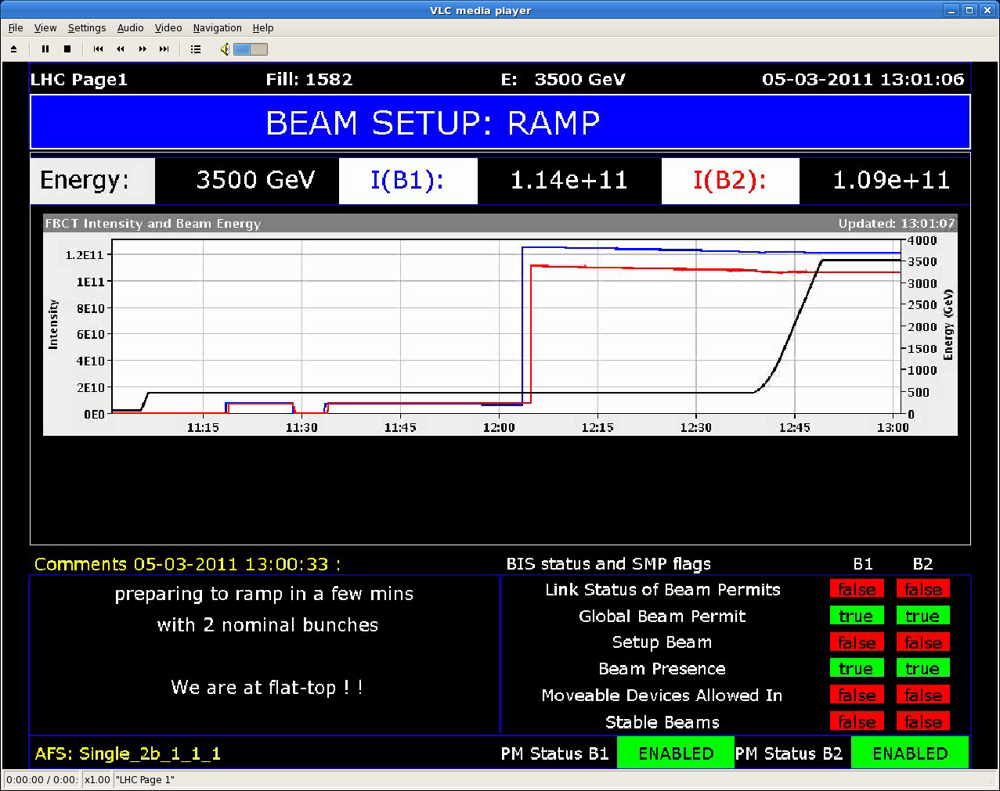 VLC media player
File View Settings Audio Video Navigation Help
LHC Page1 Fill: 1582 E: 3500 GeV 05-03-2011 13:01:06
BEAM SETUP: RAMP
Energy: 3500 GeV I(B1): 1.14e+11 I(B2): 1.09e+11
FBCT Intensity and Beam Energy Updated: 13:01:07
Intensity
1.2E11
1E11
8E10
6E10
4E10
2E10
0E0
4000
3500
3000
2500
2000
1500
1000
500
0
Energy (GeV)
11:15 11:30 11:45 12:00 12:15 12:30 12:45 13:00
Comments 05-03-2011 13:00:33 :
preparing to ramp in a few mins
with 2 nominal bunches
We are at flat-top ! !
BIS status and SMP flags B1 B2
Link Status of Beam Permits false false
Global Beam Permit true true
Setup Beam false false
Beam Presence true true
Moveable Devices Allowed In false false
Stable Beams false false
AFS: Single_2b_1_1_1 PM Status B1 ENABLED PM Status B2 ENABLED
0:00:00 / 0:00: x1.00 "LHC Page 1"